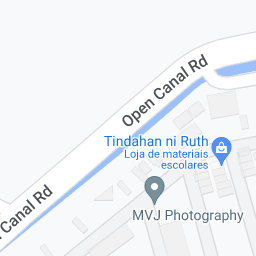 Open Canal Rd
Tindahan ni Ruth
Loja de materiais
escolares
MVJ Photography
Canal Rd